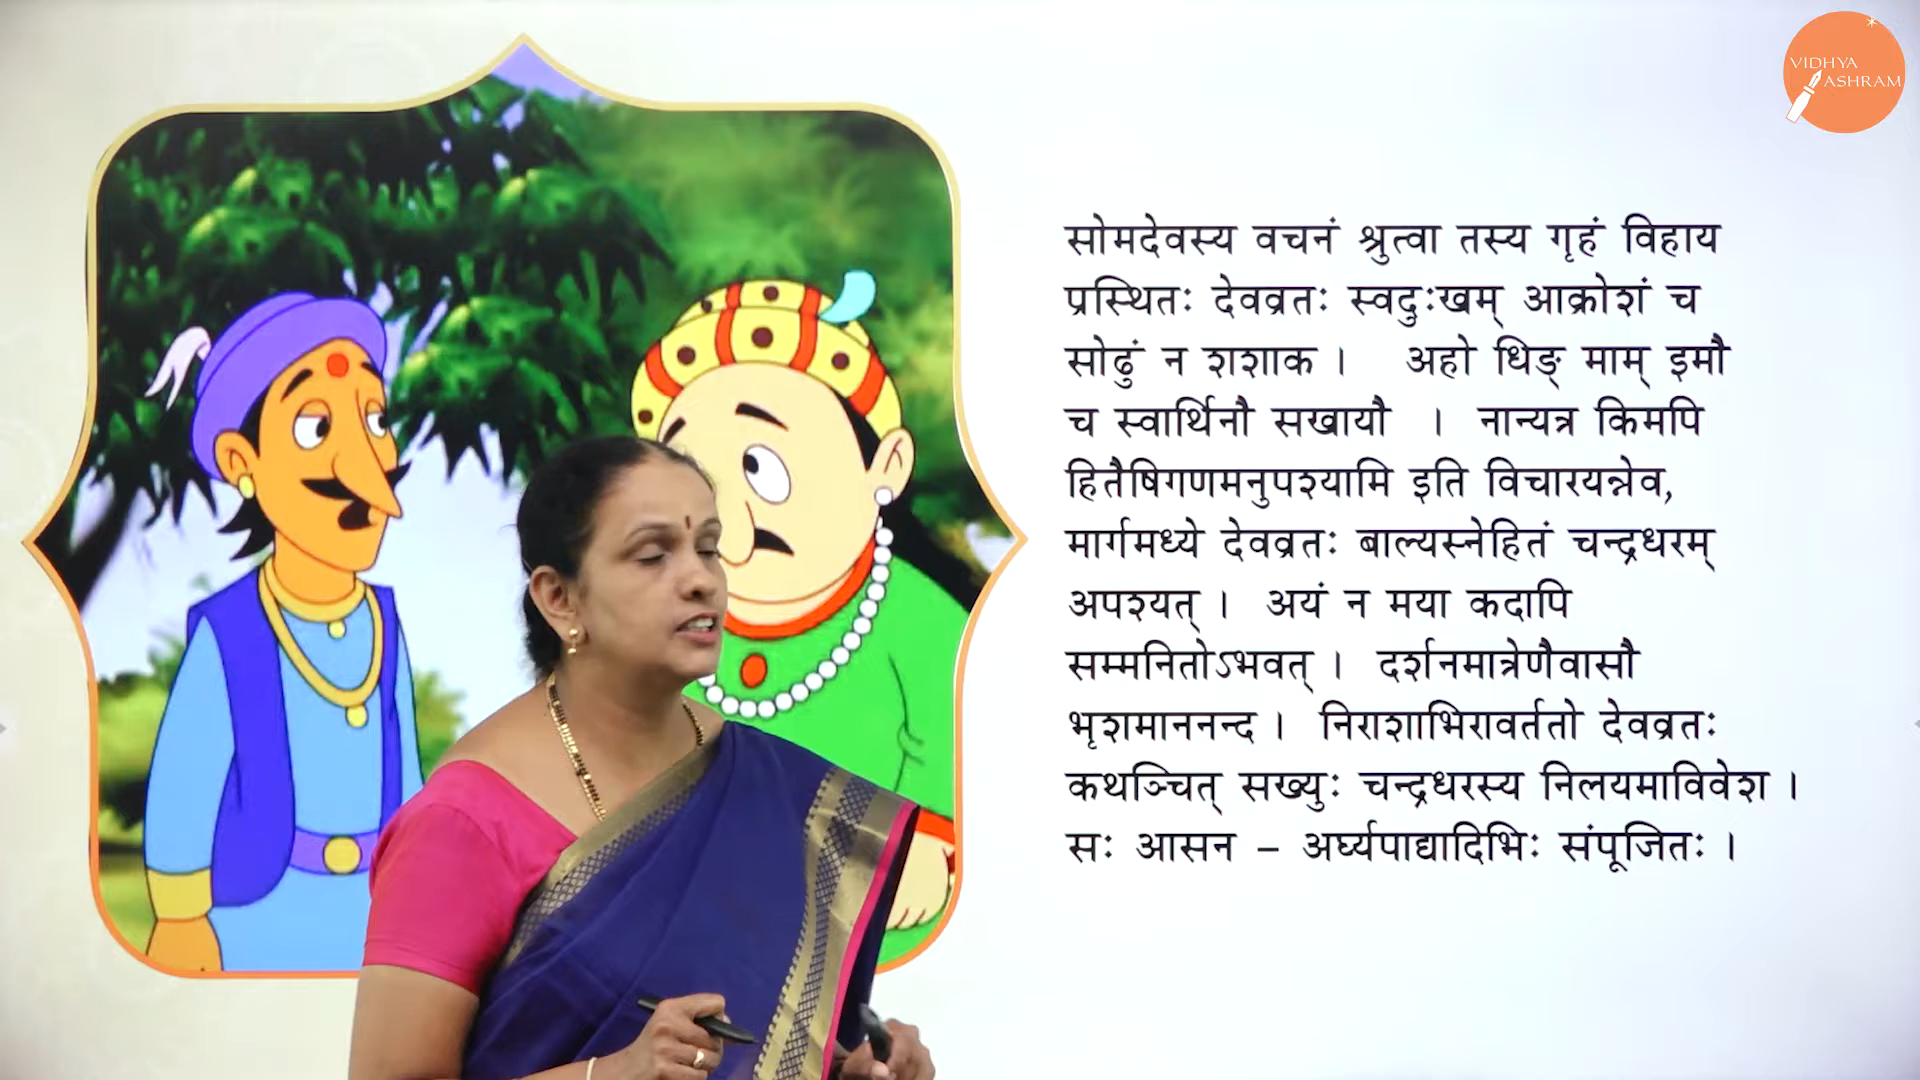 VIDHYA
ASHRAM
सोमदेवस्य वचनं श्रुत्वा तस्य गृहं विहाय
प्रस्थितः देवव्रतः स्वदुःखम् आक्रोशं च
सोढुं न शशाक । अहो धिङ् माम् इमौ
च स्वार्थिनौ सखायौ । नान्यत्र किमपि
हितैषिगणमनुपश्यामि इति विचारयन्नेव,
मार्गमध्ये देवव्रतः बाल्यस्नेहितं चन्द्रधरम्
अपश्यत् । अयं न मया कदापि
सम्मनितोऽभवत् । दर्शनमात्रेणैवासौ
भृशमाननन्द । निराशाभिरावर्ततो देवव्रतः
कथञ्चित् सख्युः चन्द्रधरस्य निलयमाविवेश ।
सः आसन – अर्घ्यपाद्यादिभिः संपूजितः ।